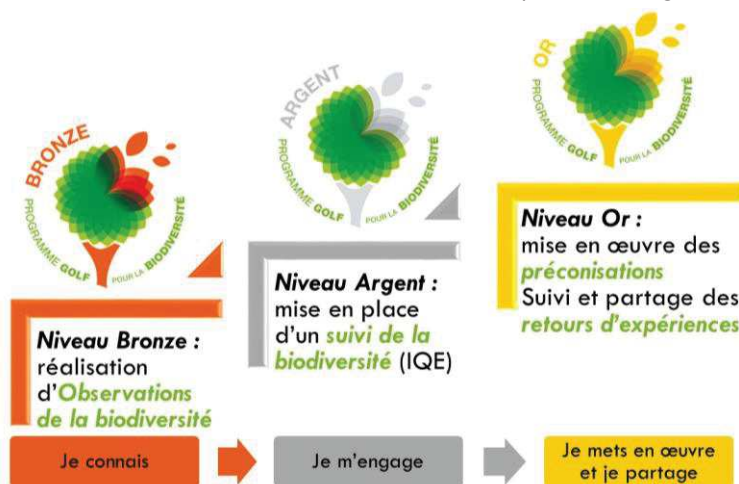 BRONZE
PROGRAMME GOLF POUR LA BIODIVERSITÉ
ARGENT
PROGRAMME GOLF POUR LA BIODIVERSITÉ
OR
PROGRAMME GOLF POUR LA BIODIVERSITÉ
Niveau Bronze :
réalisation
d'Observations
de la biodiversité
Niveau Argent :
mise en place
d'un suivi de la
biodiversité (IQE)
Niveau Or :
mise en œuvre des
préconisations
Suivi et partage des
retours d'expériences
Je connais
Je m'engage
Je mets en œuvre
et je partage